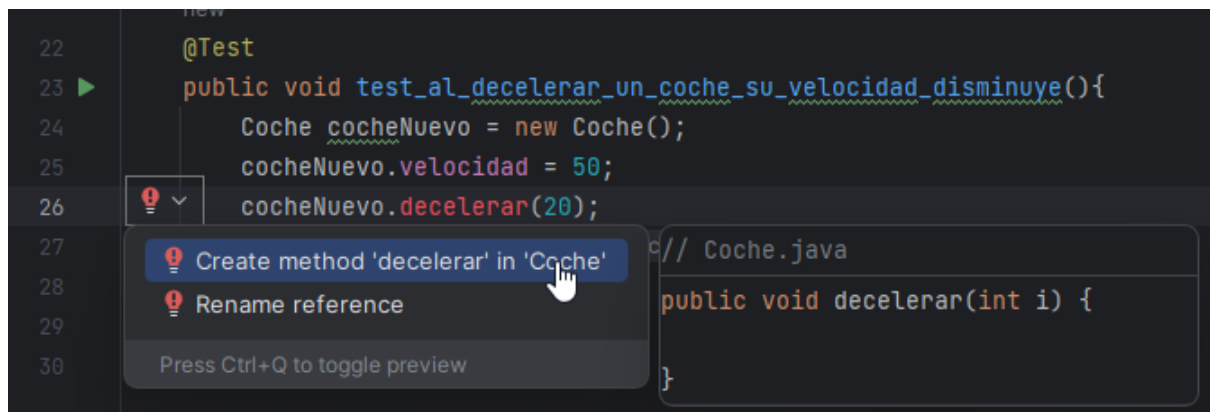 new
22 @Test
23 public void test_al_decelerar_un_coche_su_velocidad_disminuye(){
24 Coche cocheNuevo = new Coche();
25 cocheNuevo.velocidad = 50;
26 cocheNuevo.decelerar(20);
27
28
29
30
Create method 'decelerar' in 'Coche'
Rename reference
Press Ctrl+Q to toggle preview
// Coche.java
public void decelerar(int i) {
}